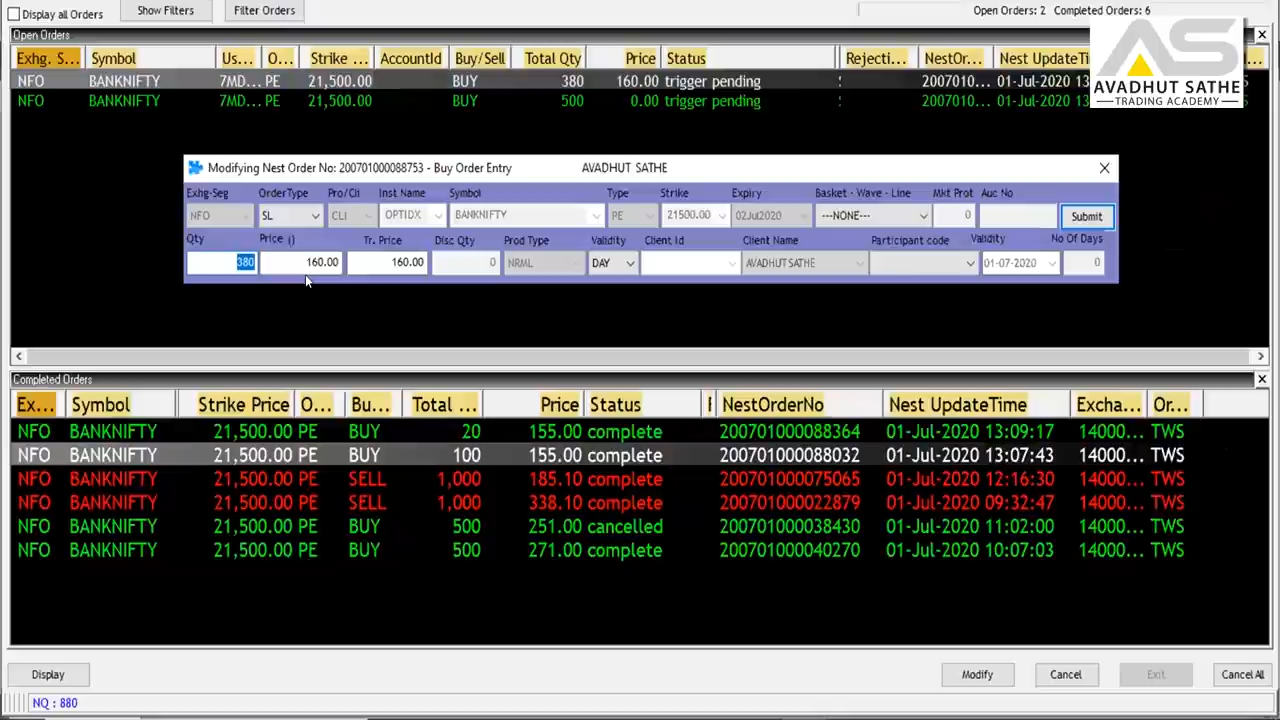 Display all Orders Show Filters Filter Orders Open Orders: 2 Completed Orders: 6
Open Orders
Exhg. S... Symbol Us... O... Strike ... AccountId Buy/Sell Total Qty Price Status Rejecti... NestOr... Nest UpdateTi
NFO BANKNIFTY 7MD... PE 21,500.00 BUY 380 160.00 trigger pending 2007010... 01-Jul-2020 13
NFO BANKNIFTY 7MD... PE 21,500.00 BUY 500 0.00 trigger pending 2007010... 01-Jul-2020 13
AS
AVADHUT SATHE
TRADING ACADEMY
Modifying Nest Order No: 200701000088753 - Buy Order Entry AVADHUT SATHE
Exhg-Seg OrderType Pro/Cli Inst Name Symbol Type Strike Expiry Basket - Wave - Line Mkt Prot Auc No
NFO SL CLI OPTIDX BANKNIFTY PE 21500.00 02Jul2020 ---NONE--- 0 Submit
Qty Price () Tr. Price Disc Qty Prod Type Validity Client Id Client Name Participant code Validity No Of Days
380 160.00 160.00 0 NRML DAY AVADHUT SATHE 01-07-2020 0
Completed Orders
Ex... Symbol Strike Price O... Bu... Total ... Price Status NestOrderNo Nest UpdateTime Excha... Or...
NFO BANKNIFTY 21,500.00 PE BUY 20 155.00 complete 200701000088364 01-Jul-2020 13:09:17 14000... TWS
NFO BANKNIFTY 21,500.00 PE BUY 100 155.00 complete 200701000088032 01-Jul-2020 13:07:43 14000... TWS
NFO BANKNIFTY 21,500.00 PE SELL 1,000 185.10 complete 200701000075065 01-Jul-2020 12:16:30 14000... TWS
NFO BANKNIFTY 21,500.00 PE SELL 1,000 338.10 complete 200701000022879 01-Jul-2020 09:32:47 14000... TWS
NFO BANKNIFTY 21,500.00 PE BUY 500 251.00 cancelled 200701000038430 01-Jul-2020 11:02:00 14000... TWS
NFO BANKNIFTY 21,500.00 PE BUY 500 271.00 complete 200701000040270 01-Jul-2020 10:07:03 14000... TWS
Display Modify Cancel Exit Cancel All
NQ : 880